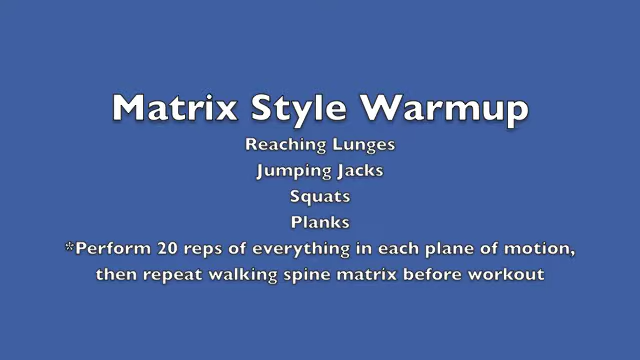 Matrix Style Warmup
Reaching Lunges
Jumping Jacks
Squats
Planks
*Perform 20 reps of everything in each plane of motion,
then repeat walking spine matrix before workout